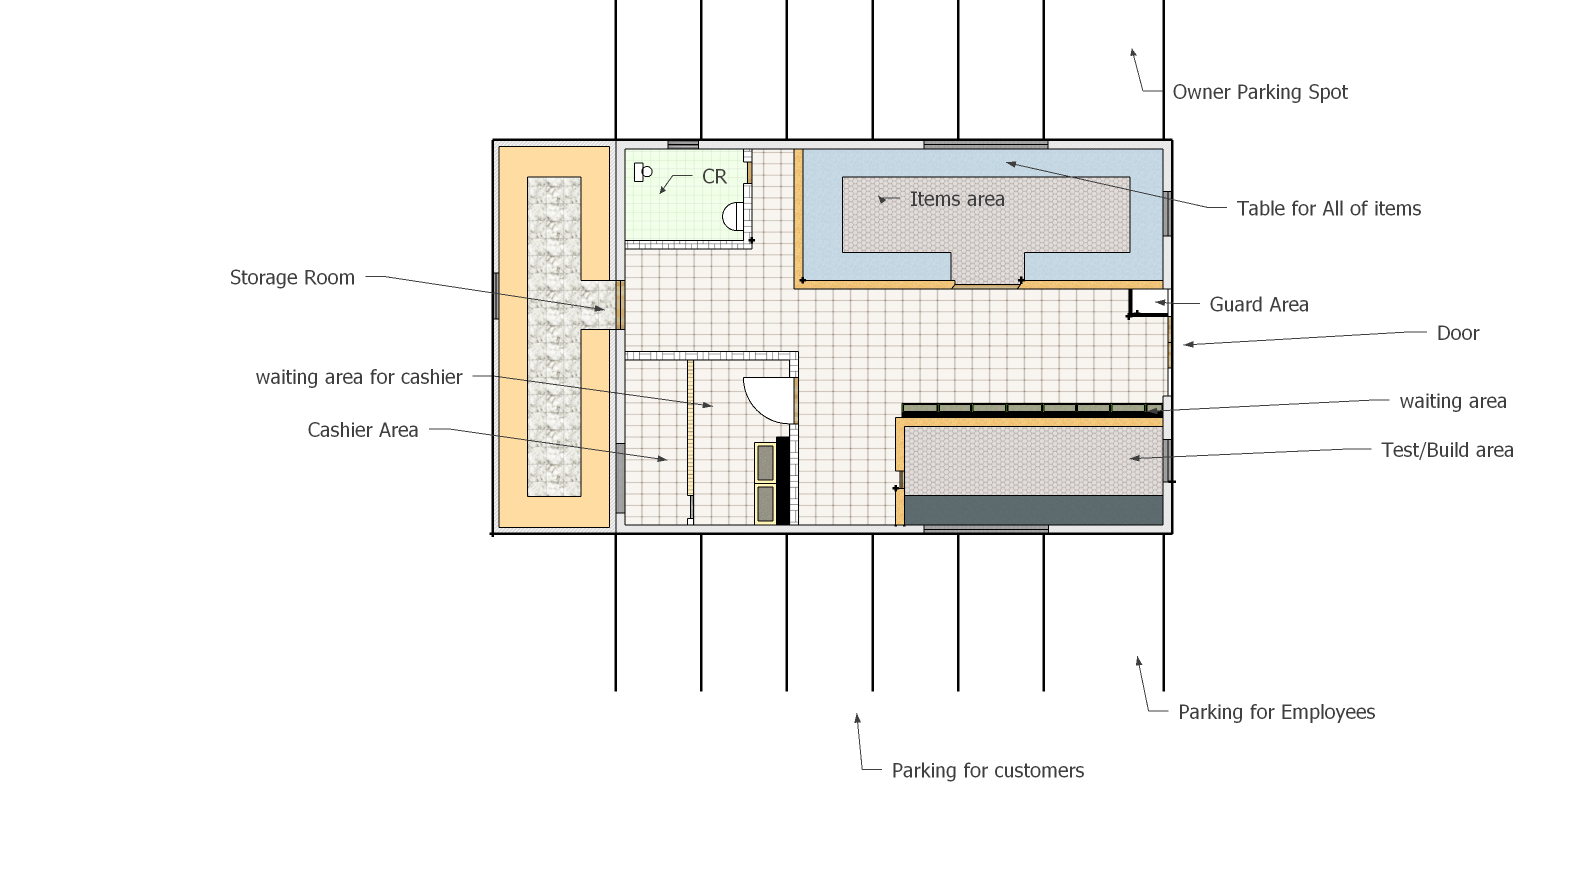 Owner Parking Spot
CR
Items area
Table for All of items
Storage Room
Guard Area
Door
waiting area for cashier
waiting area
Cashier Area
Test/Build area
Parking for Employees
Parking for customers